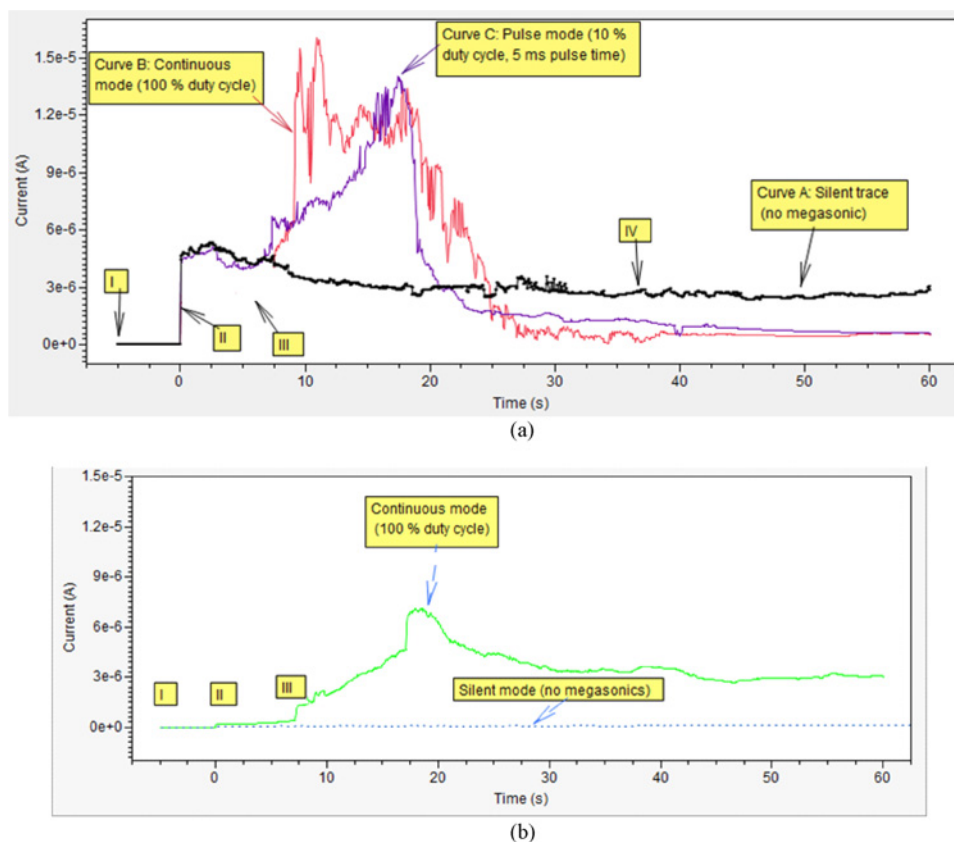 1.5e-5
1.2e-5
9e-6
6e-6
3e-6
0e+0
Current (A)
Curve B: Continuous
mode (100 % duty cycle)
Curve C: Pulse mode (10 %
duty cycle, 5 ms pulse time)
Curve A: Silent trace
(no megasonic)
I
II
III
IV
0 10 20 30 40 50 60
Time (s)
(a)
1.5e-5
1.2e-5
9e-6
6e-6
3e-6
0e+0
Current (A)
Continuous mode
(100 % duty cycle)
I
II
III
Silent mode (no megasonics)
0 10 20 30 40 50 60
Time (s)
(b)